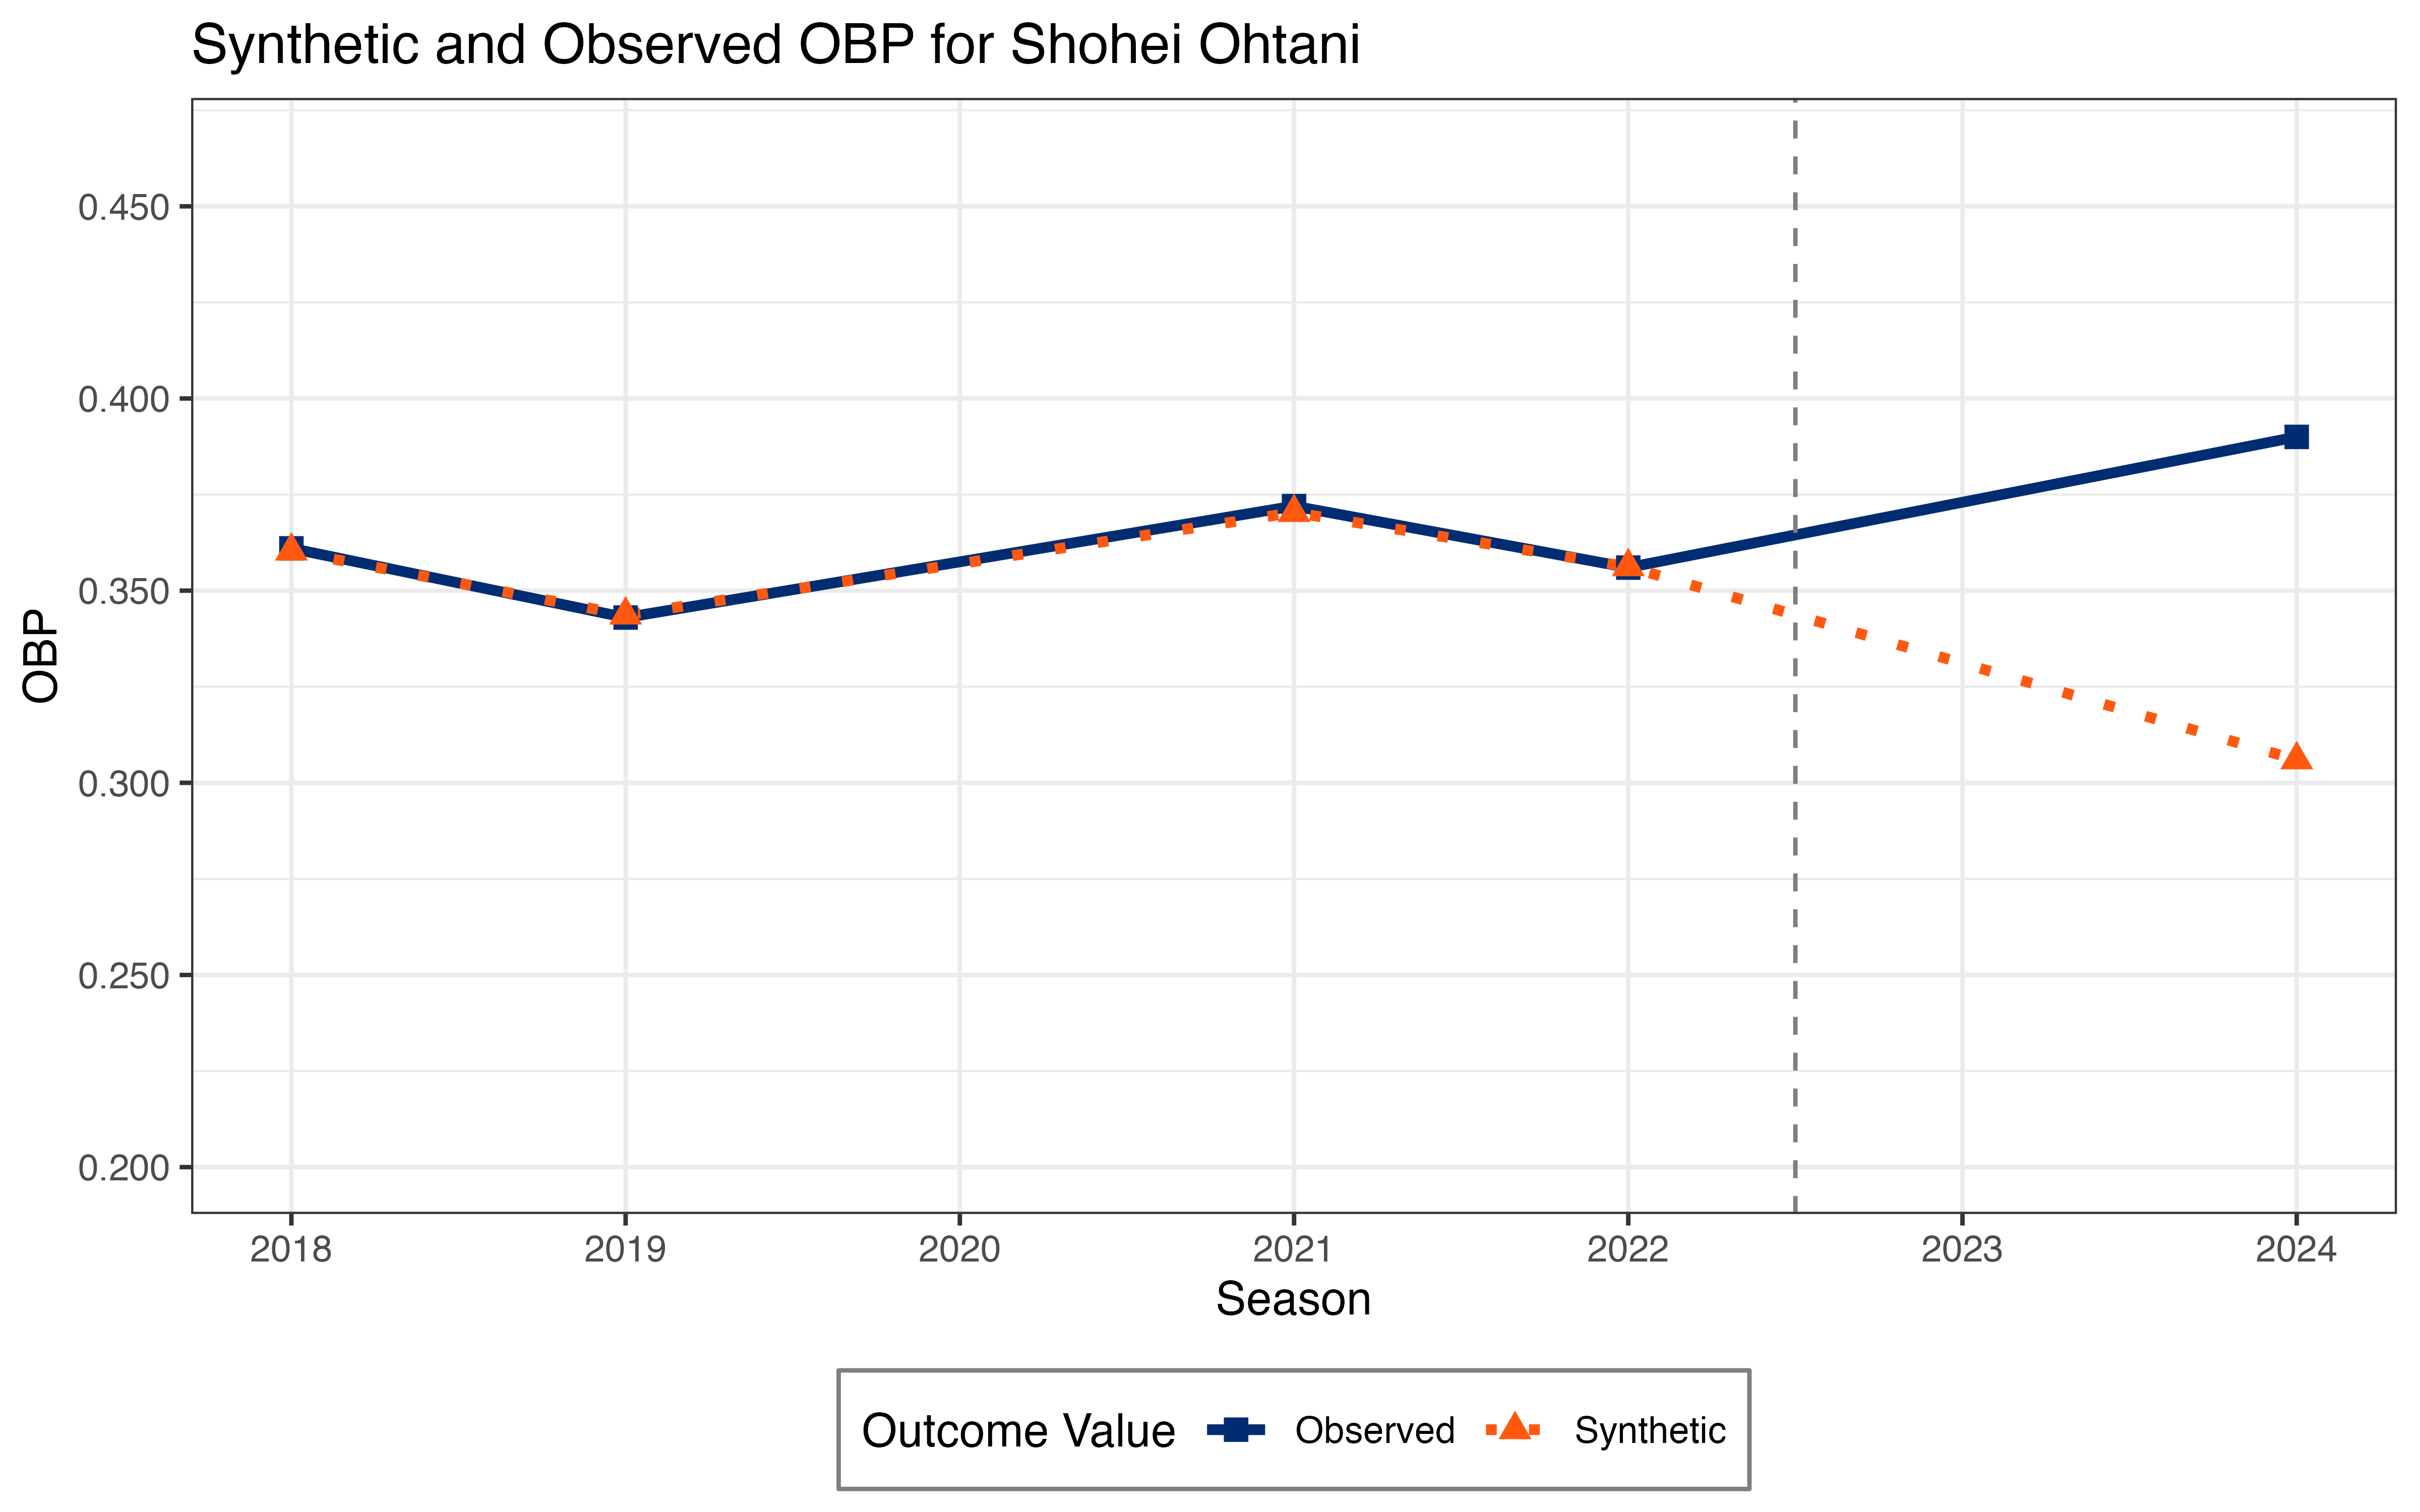 Synthetic and Observed OBP for Shohei Ohtani
0.450
0.400
0.350
0.300
0.250
0.200
OBP
2018 2019 2020 2021 2022 2023 2024
Season
Outcome Value Observed Synthetic